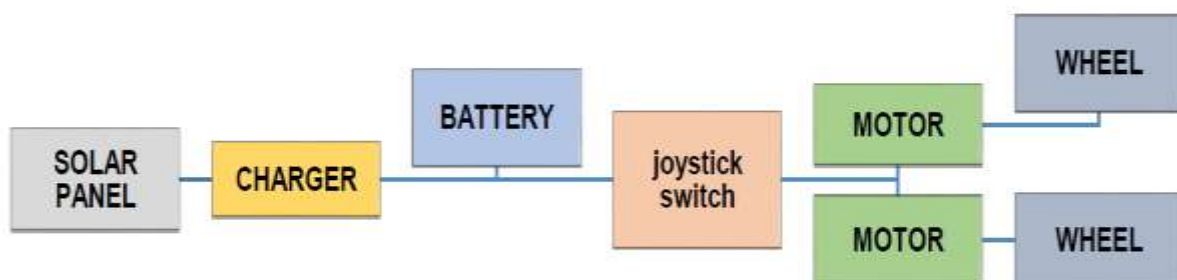 SOLAR
PANEL
CHARGER
BATTERY
joystick
switch
MOTOR
WHEEL
MOTOR
WHEEL